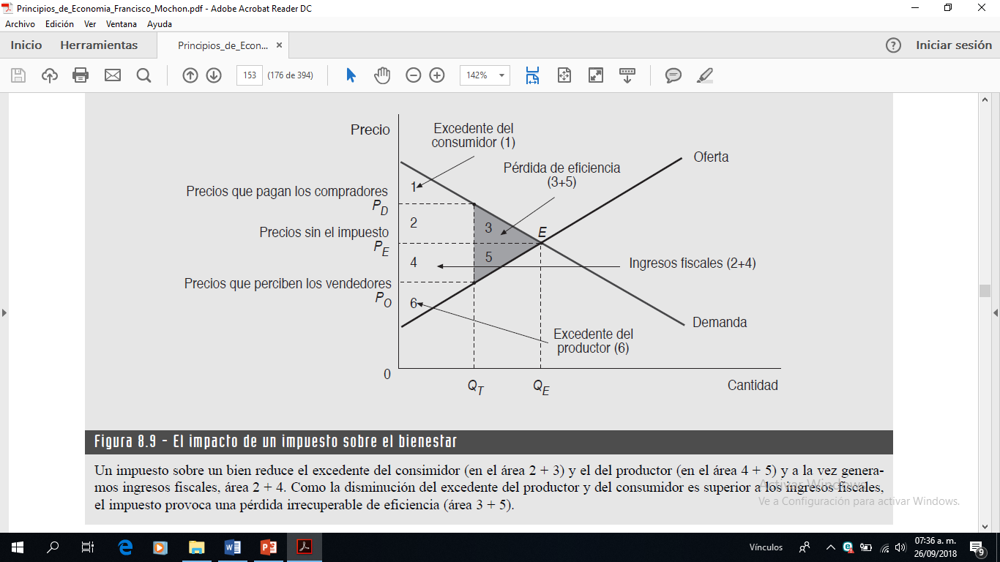 Principios_de_Economia_Francisco_Mochon.pdf - Adobe Acrobat Reader DC
Archivo Edición Ver Ventana Ayuda
Inicio Herramientas Principios_de_Econ... × ? Iniciar sesión
153 (176 de 394) 142%
Precio
Excedente del
consumidor (1)
Oferta
Pérdida de eficiencia
(3+5)
Precios que pagan los compradores
P_D
1
2
3
E
Precios sin el impuesto
P_E
4
5
Ingresos fiscales (2+4)
Precios que perciben los vendedores
P_O
6
Demanda
Excedente del
productor (6)
0
Q_T Q_E Cantidad
Figura 8.9 - El impacto de un impuesto sobre el bienestar
Un impuesto sobre un bien reduce el excedente del consimidor (en el área 2 + 3) y el del productor (en el área 4 + 5) y a la vez genera-
mos ingresos fiscales, área 2 + 4. Como la disminución del excedente del productor y del consumidor es superior a los ingresos fiscales,
el impuesto provoca una pérdida irrecuperable de eficiencia (área 3 + 5).
Activar Windows
Ve a Configuración para activar Windows.
Vínculos
07:36 a. m.
26/09/2018
9